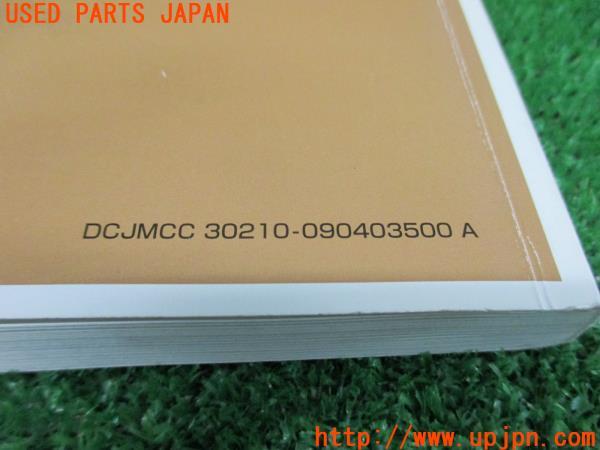 USED PARTS JAPAN
DCJMCC 30210-090403500 A
http://www.upjpn.com